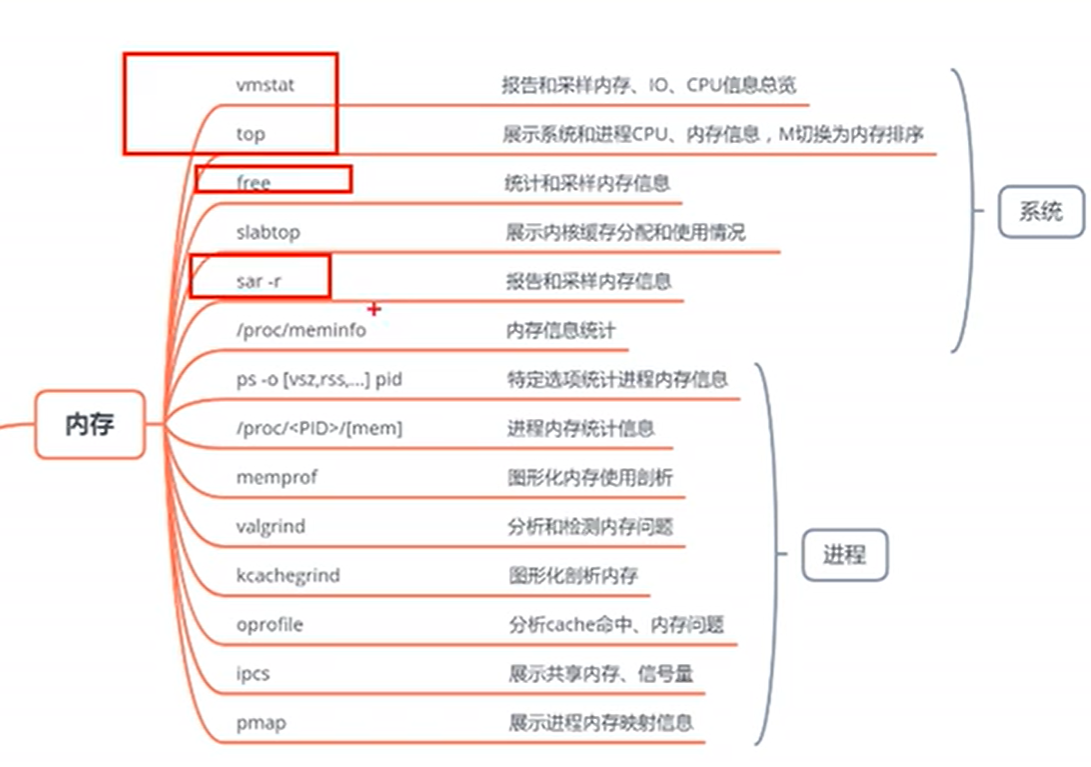 vmstat 报告和采样内存、IO、CPU信息总览
top 展示系统和进程CPU、内存信息，M切换为内存排序
free 统计和采样内存信息
slabtop 展示内核缓存分配和使用情况
系统
sar -r 报告和采样内存信息
/proc/meminfo 内存信息统计
ps -o [vsz,rss,...] pid 特定选项统计进程内存信息
内存
/proc/<PID>/[mem] 进程内存统计信息
memprof 图形化内存使用剖析
valgrind 分析和检测内存问题
进程
kcachegrind 图形化剖析内存
oprofile 分析cache命中、内存问题
ipcs 展示共享内存、信号量
pmap 展示进程内存映射信息